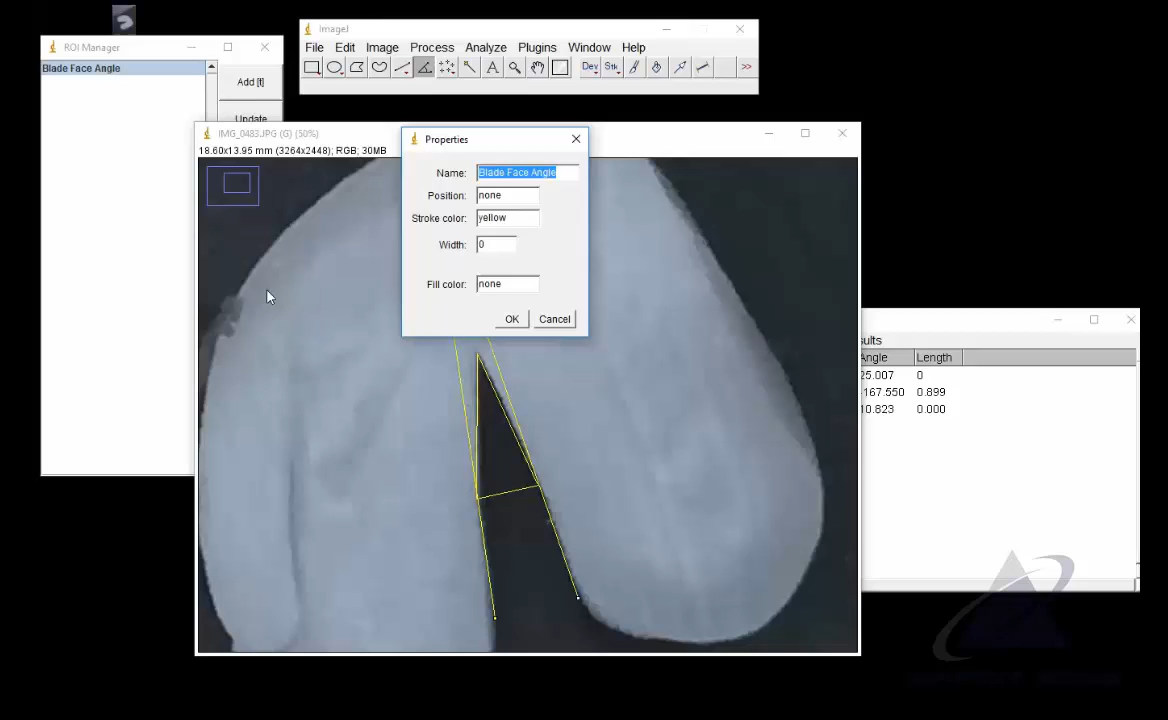 ROI Manager
Blade Face Angle
Add [t]
Update
ImageJ
File Edit Image Process Analyze Plugins Window Help
Dev Stk >>
IMG_0483.JPG (G) (50%)
18.60x13.95 mm (3264x2448); RGB; 30MB
Properties
Name: Blade Face Angle
Position: none
Stroke color: yellow
Width: 0
Fill color: none
OK Cancel
sults
Angle Length
25.007 0
-167.550 0.899
10.823 0.000